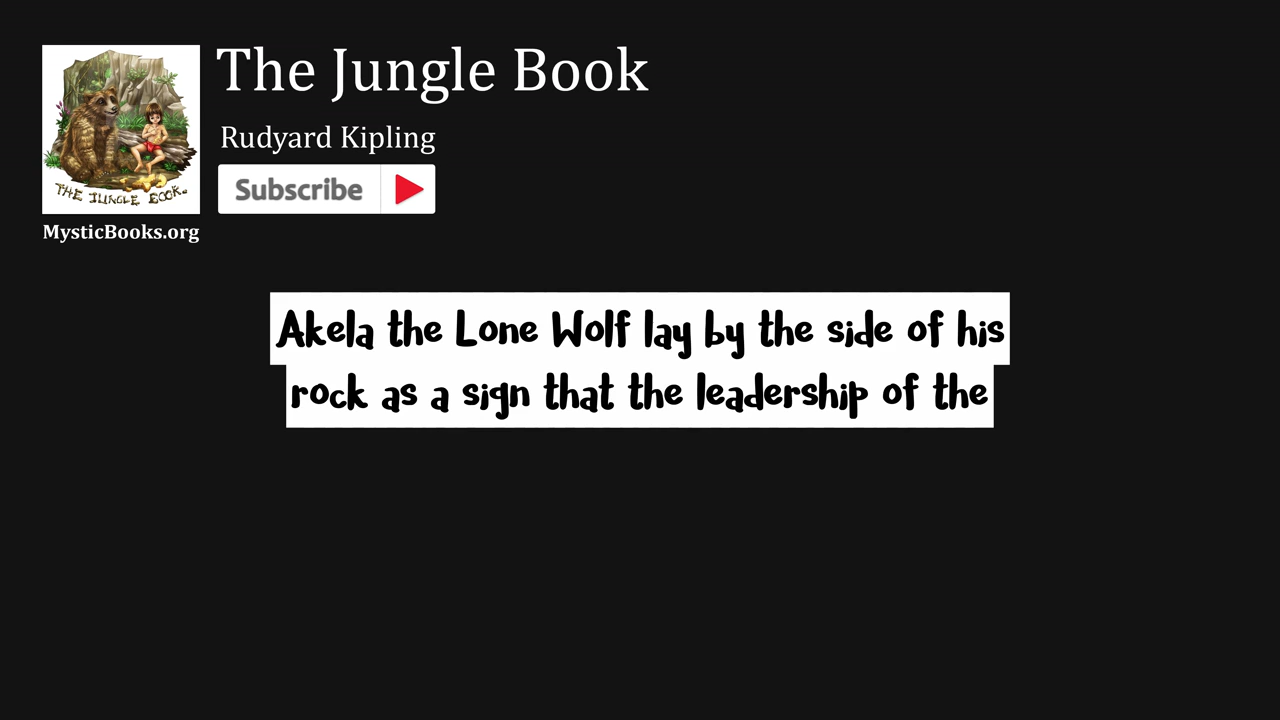 The Jungle Book
Rudyard Kipling
Subscribe
THE JUNGLE BOOK.
MysticBooks.org
Akela the Lone Wolf lay by the side of his
rock as a sign that the leadership of the